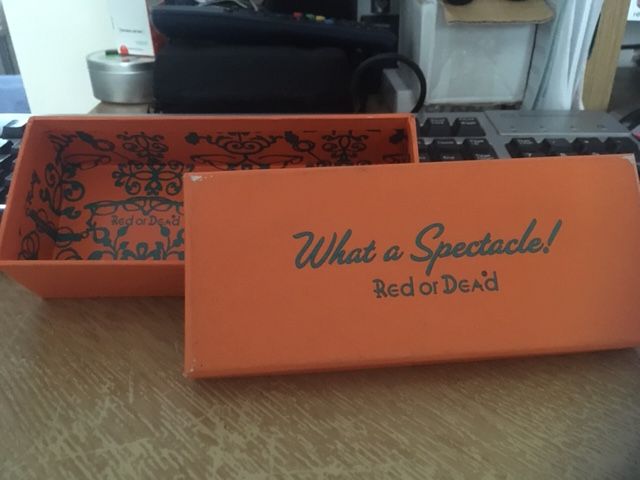 What a Spectacle!
Red or Dead
Red or Dead